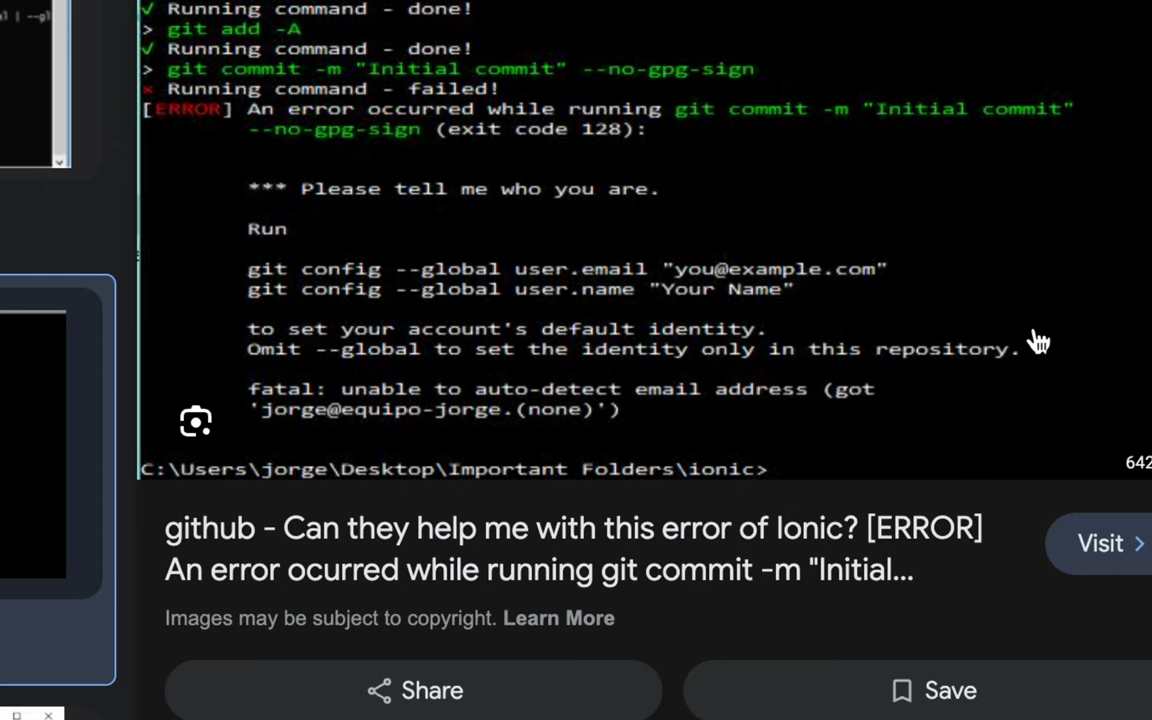 l | --gl
✓ Running command - done!
> git add -A
✓ Running command - done!
> git commit -m "Initial commit" --no-gpg-sign
× Running command - failed!
[ERROR] An error occurred while running git commit -m "Initial commit"
--no-gpg-sign (exit code 128):
*** Please tell me who you are.
Run
git config --global user.email "you@example.com"
git config --global user.name "Your Name"
to set your account's default identity.
Omit --global to set the identity only in this repository.
fatal: unable to auto-detect email address (got
'jorge@equipo-jorge.(none)')
C:\Users\jorge\Desktop\Important Folders\ionic>
642
github - Can they help me with this error of Ionic? [ERROR]
An error ocurred while running git commit -m "Initial...
Visit >
Images may be subject to copyright. Learn More
Share
Save